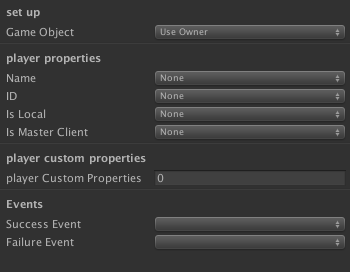 set up
Game Object Use Owner
player properties
Name None
ID None
Is Local None
Is Master Client None
player custom properties
player Custom Properties 0
Events
Success Event
Failure Event